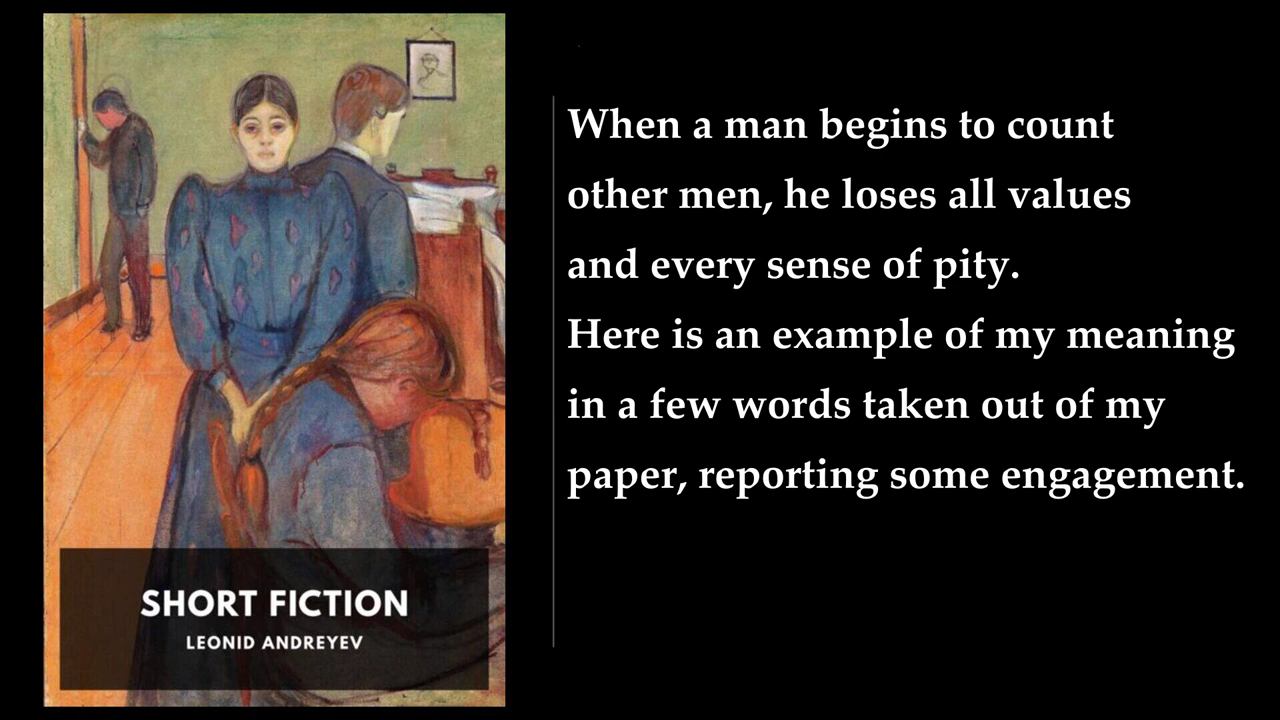 SHORT FICTION
LEONID ANDREYEV
When a man begins to count
other men, he loses all values
and every sense of pity.
Here is an example of my meaning
in a few words taken out of my
paper, reporting some engagement.